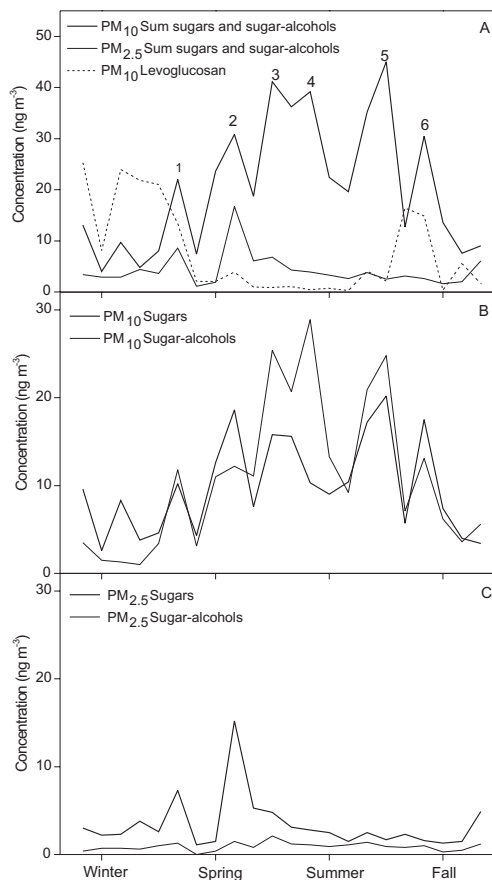 50
40
30
20
10
0
Concentration (ng m-3)
PM10 Sum sugars and sugar-alcohols
PM2.5 Sum sugars and sugar-alcohols
PM10 Levoglucosan
A
1
2
3
4
5
6
30
20
10
0
Concentration (ng m-3)
PM10 Sugars
PM10 Sugar-alcohols
B
30
20
10
0
Concentration (ng m-3)
PM2.5 Sugars
PM2.5 Sugar-alcohols
C
Winter Spring Summer Fall